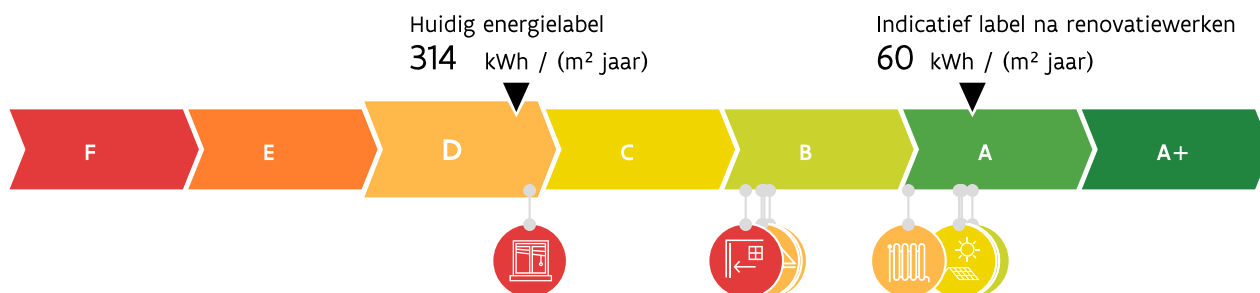 Huidig energielabel
314 kWh / (m² jaar)
Indicatief label na renovatiewerken
60 kWh / (m² jaar)
F E D C B A A+